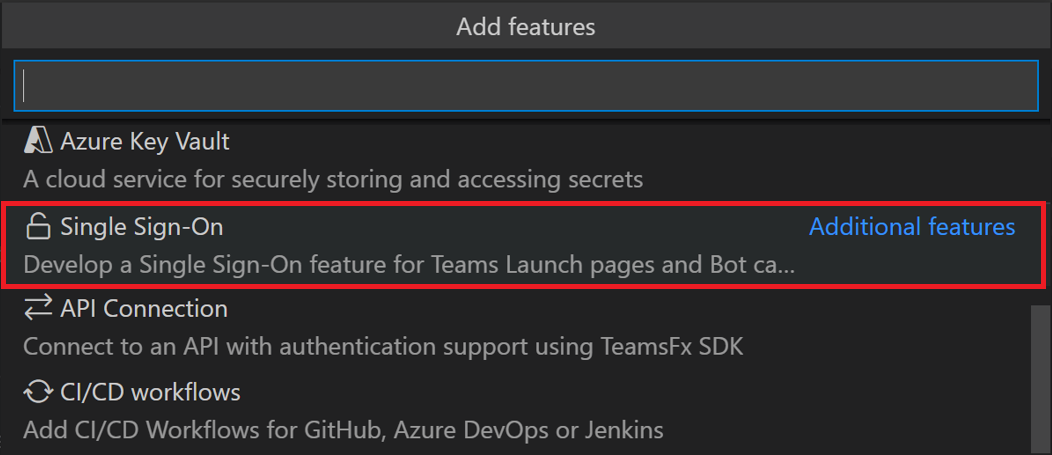 Add features
Azure Key Vault
A cloud service for securely storing and accessing secrets
Single Sign-On Additional features
Develop a Single Sign-On feature for Teams Launch pages and Bot ca...
API Connection
Connect to an API with authentication support using TeamsFx SDK
CI/CD workflows
Add CI/CD Workflows for GitHub, Azure DevOps or Jenkins